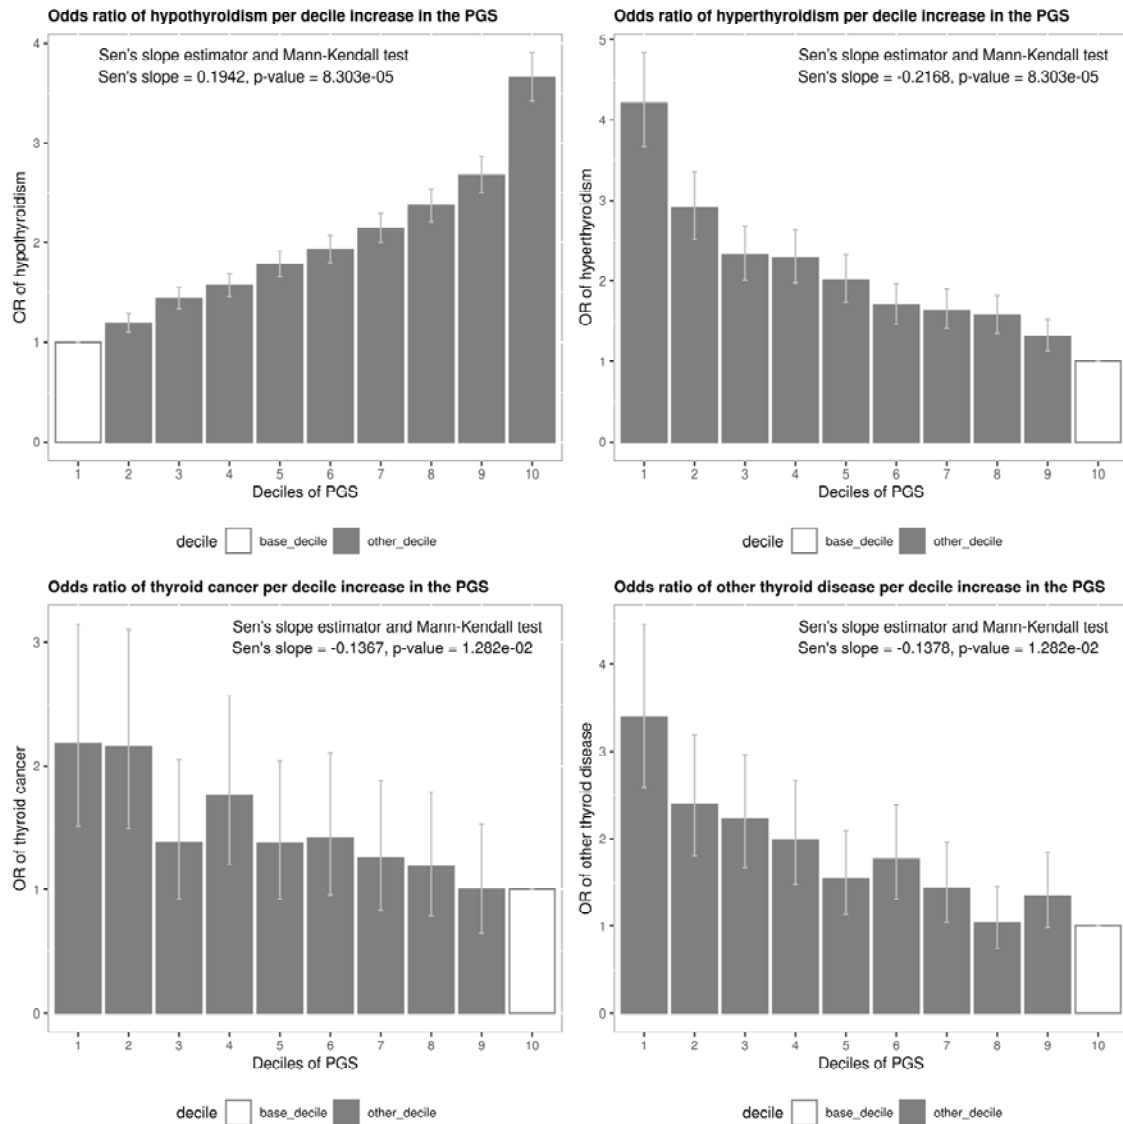 Odds ratio of hypothyroidism per decile increase in the PGS
Sen's slope estimator and Mann-Kendall test
Sen's slope = 0.1942, p-value = 8.303e-05
OR of hypothyroidism
4
3
2
1
0
1 2 3 4 5 6 7 8 9 10
Deciles of PGS
decile base_decile other_decile
Odds ratio of hyperthyroidism per decile increase in the PGS
Sen's slope estimator and Mann-Kendall test
Sen's slope = -0.2168, p-value = 8.303e-05
OR of hyperthyroidism
5
4
3
2
1
0
1 2 3 4 5 6 7 8 9 10
Deciles of PGS
decile base_decile other_decile
Odds ratio of thyroid cancer per decile increase in the PGS
Sen's slope estimator and Mann-Kendall test
Sen's slope = -0.1367, p-value = 1.282e-02
OR of thyroid cancer
3
2
1
0
1 2 3 4 5 6 7 8 9 10
Deciles of PGS
decile base_decile other_decile
Odds ratio of other thyroid disease per decile increase in the PGS
Sen's slope estimator and Mann-Kendall test
Sen's slope = -0.1378, p-value = 1.282e-02
OR of other thyroid disease
4
3
2
1
0
1 2 3 4 5 6 7 8 9 10
Deciles of PGS
decile base_decile other_decile